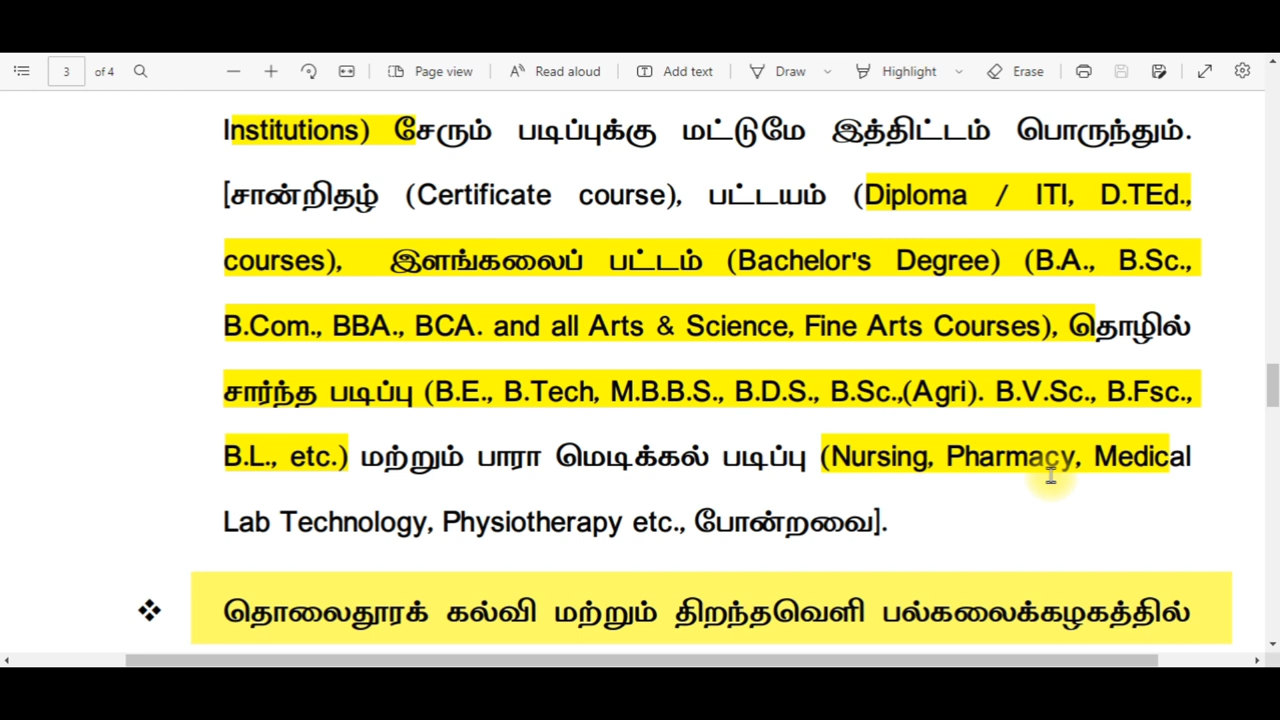 3 of 4 Page view Read aloud Add text Draw Highlight Erase
Institutions) சேரும் படிப்புக்கு மட்டுமே இத்திட்டம் பொருந்தும்.
[சான்றிதழ் (Certificate course), பட்டயம் (Diploma / ITI, D.TEd.,
courses), இளங்கலைப் பட்டம் (Bachelor's Degree) (B.A., B.Sc.,
B.Com., BBA., BCA. and all Arts & Science, Fine Arts Courses), தொழில்
சார்ந்த படிப்பு (B.E., B.Tech, M.B.B.S., B.D.S., B.Sc.,(Agri). B.V.Sc., B.Fsc.,
B.L., etc.) மற்றும் பாரா மெடிக்கல் படிப்பு (Nursing, Pharmacy, Medical
Lab Technology, Physiotherapy etc., போன்றவை].
❖ தொலைதூரக் கல்வி மற்றும் திறந்தவெளி பல்கலைக்கழகத்தில்